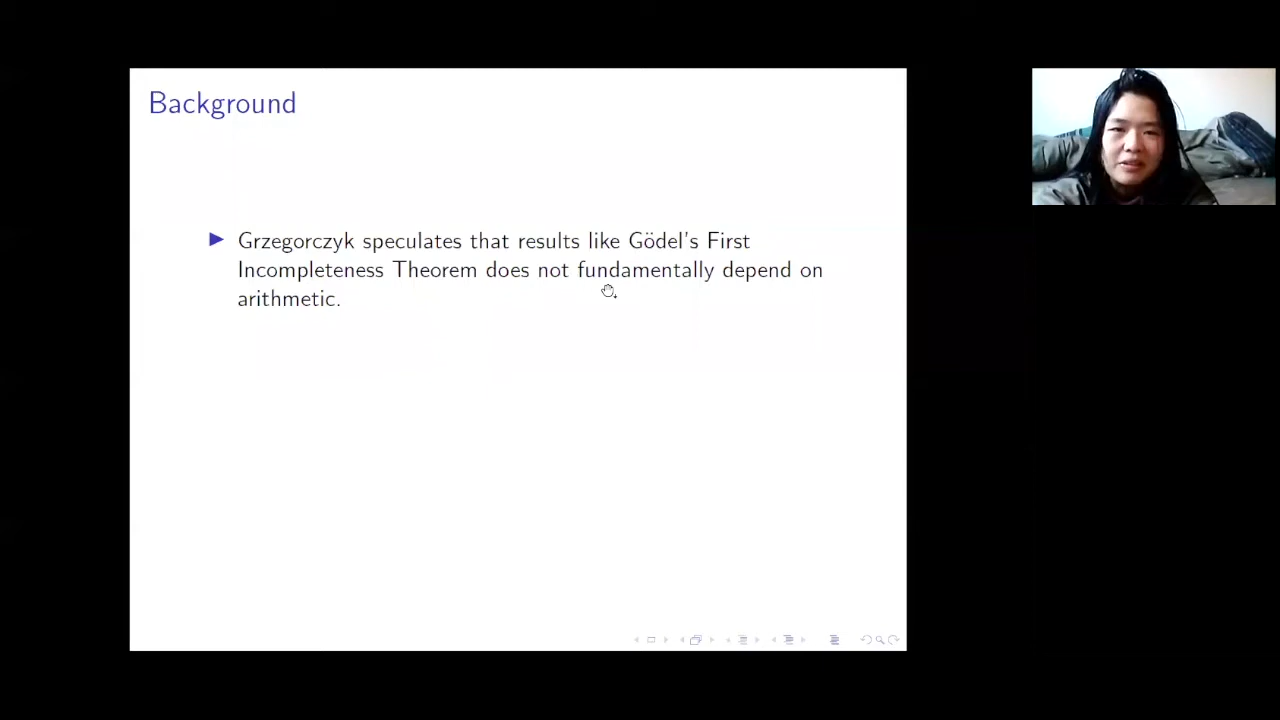 Background
Grzegorczyk speculates that results like Gödel's First
Incompleteness Theorem does not fundamentally depend on
arithmetic.